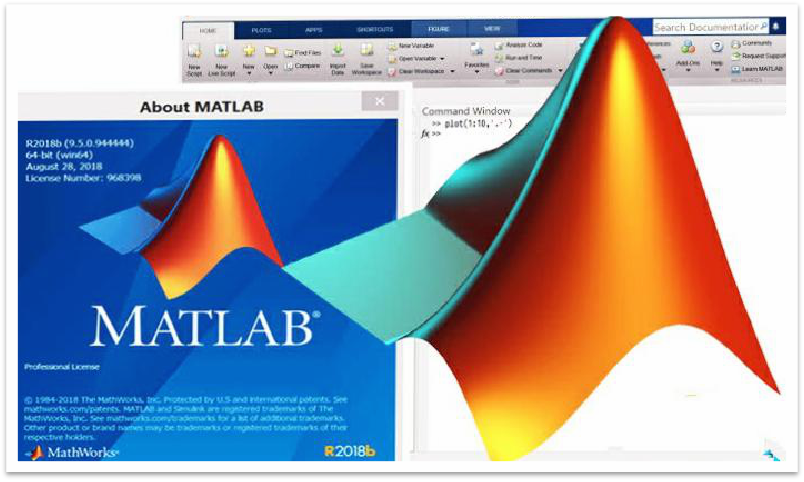 HOME PLOTS APPS SHORTCUTS FIGURE VIEW
Search Documentation
New Script
New Live Script
New
Open
Find Files
Compare
Import Data
Save Workspace
New Variable
Open Variable
Clear Workspace
Favorites
Analyze Code
Run and Time
Clear Commands
Add-Ons
Help
Community
Request Support
Learn MATLAB
About MATLAB
R2018b (9.5.0.944444)
64-bit (win64)
August 28, 2018
License Number: 968398
MATLAB®
Professional License
© 1984-2018 The MathWorks, Inc. Protected by U.S and international patents. See
mathworks.com/patents. MATLAB and Simulink are registered trademarks of The
MathWorks, Inc. See mathworks.com/trademarks for a list of additional trademarks.
Other product or brand names may be trademarks or registered trademarks of their
respective holders.
MathWorks®
R2018b
Command Window
>> plot(1:10,'.-')
fx >>